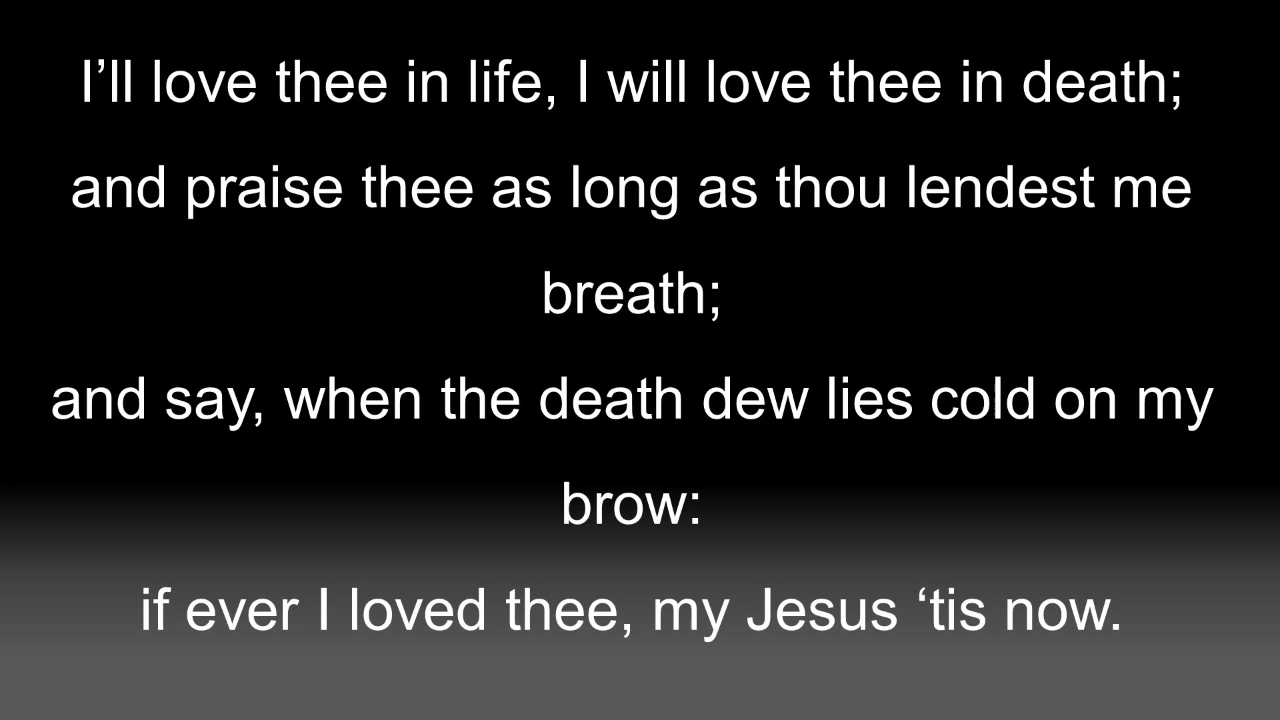 I’ll love thee in life, I will love thee in death;
and praise thee as long as thou lendest me
breath;
and say, when the death dew lies cold on my
brow:
if ever I loved thee, my Jesus ‘tis now.